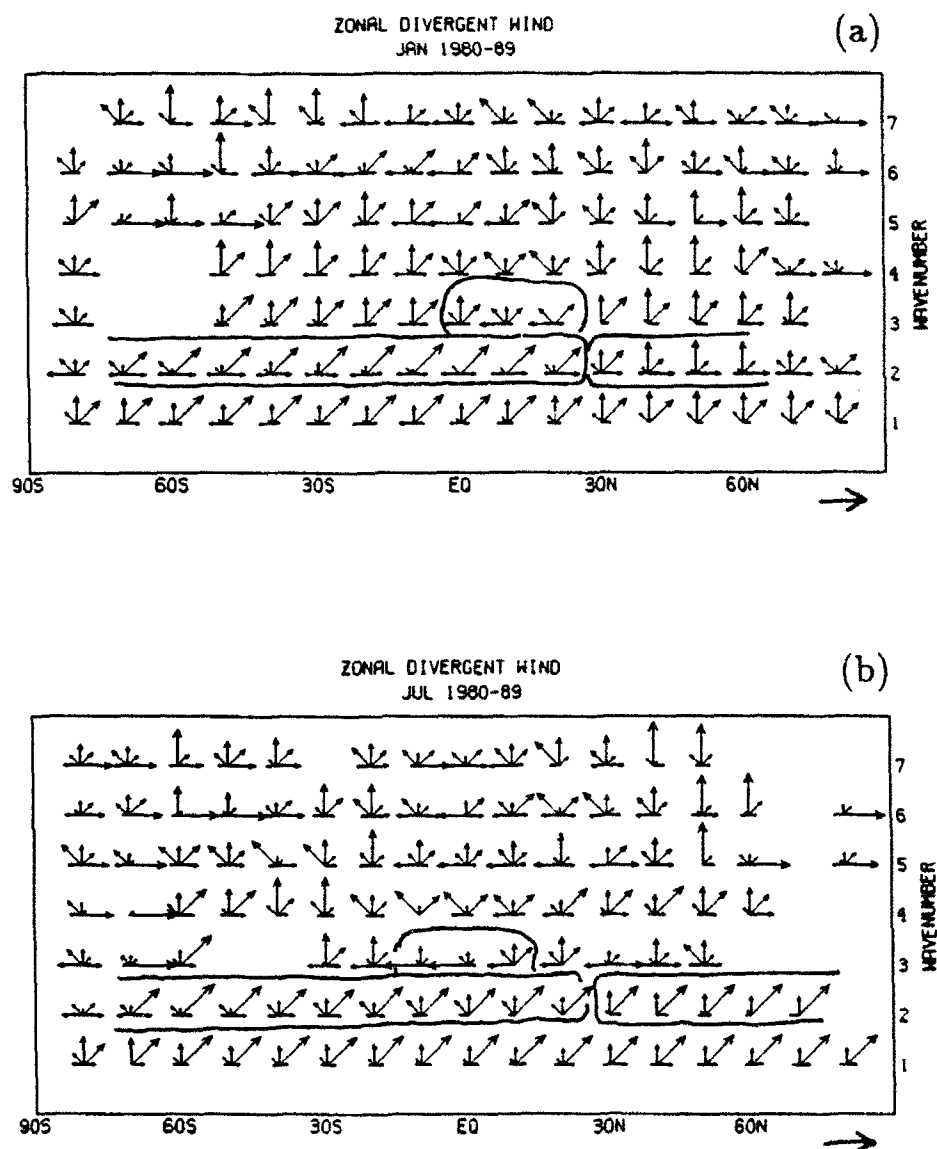 ZONAL DIVERGENT WIND
JAN 1980-89
(a)
7
6
5
4
3
2
1
WAVENUMBER
90S 60S 30S EQ 30N 60N
ZONAL DIVERGENT WIND
JUL 1980-89
(b)
7
6
5
4
3
2
1
WAVENUMBER
90S 60S 30S EQ 30N 60N